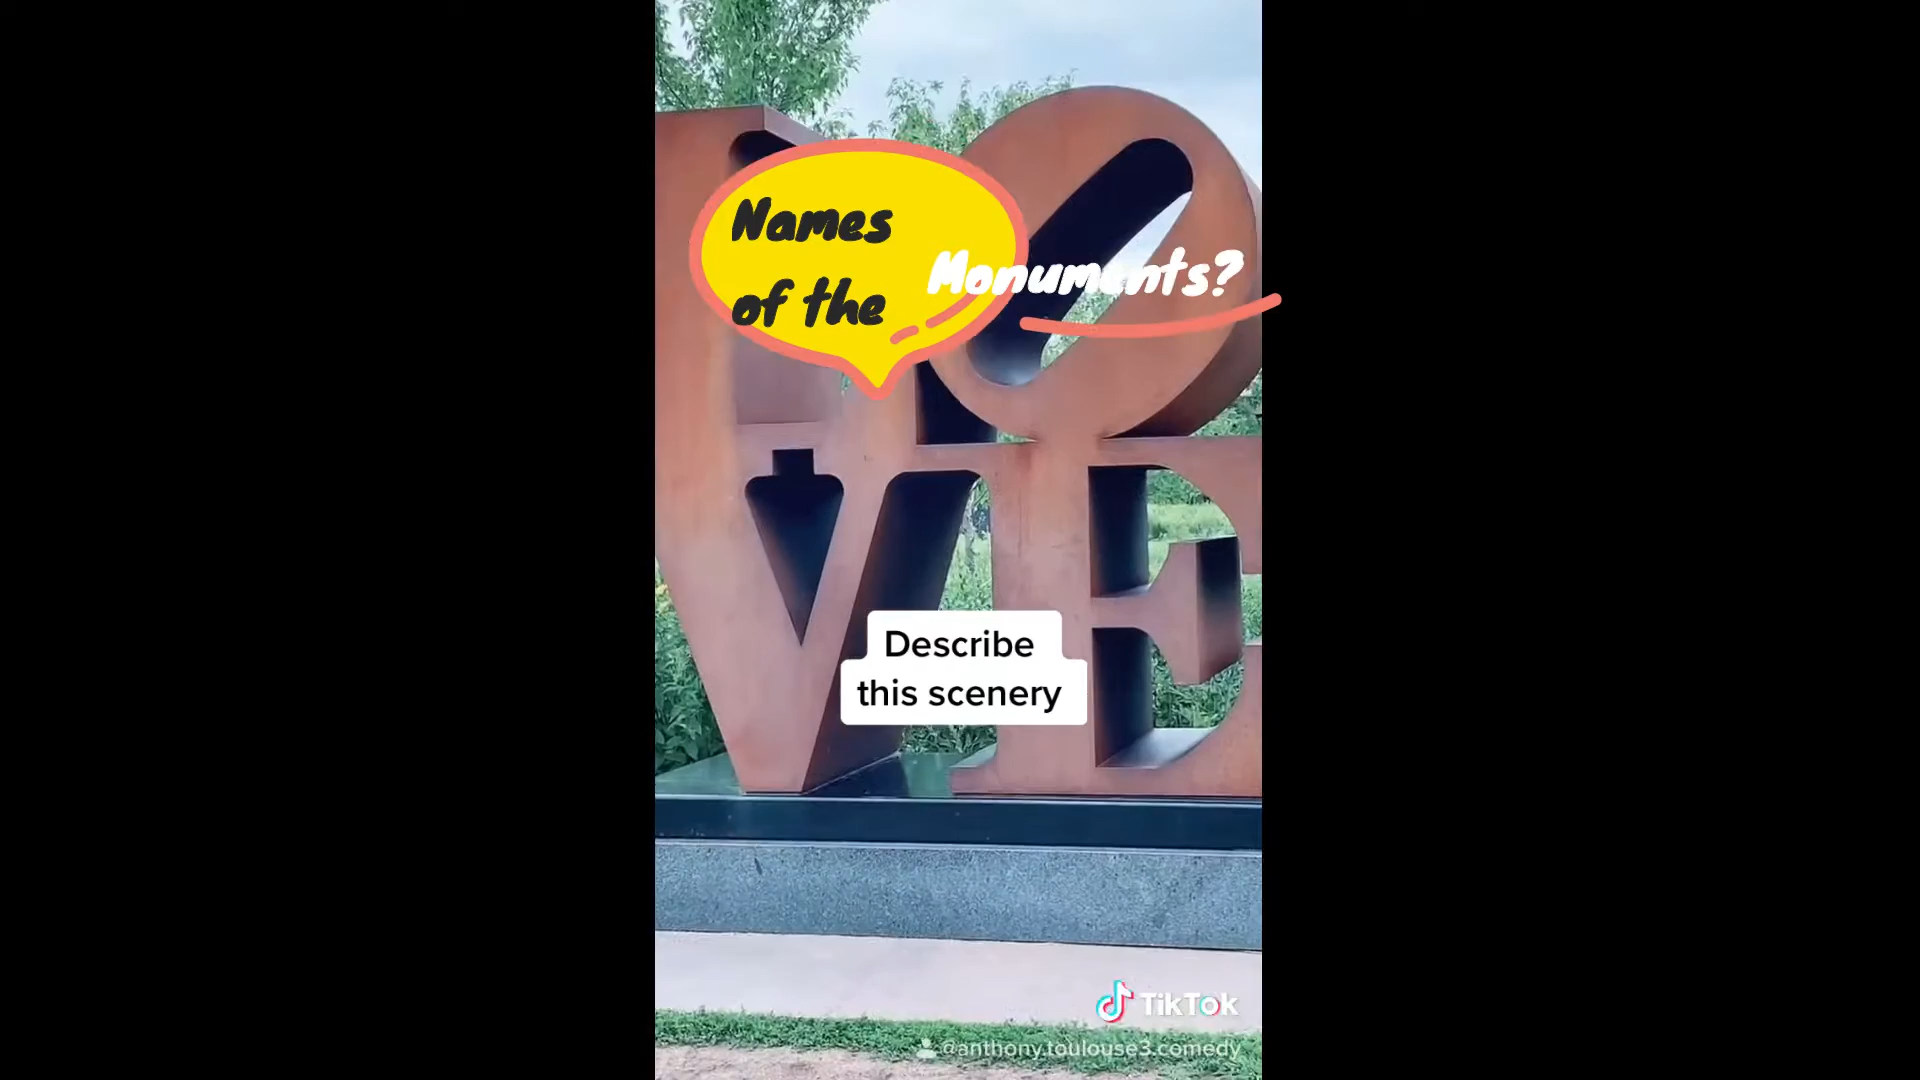 Names
of the
Monuments?
LOVE
Describe
this scenery
TikTok
@anthony.toulouse3.comedy